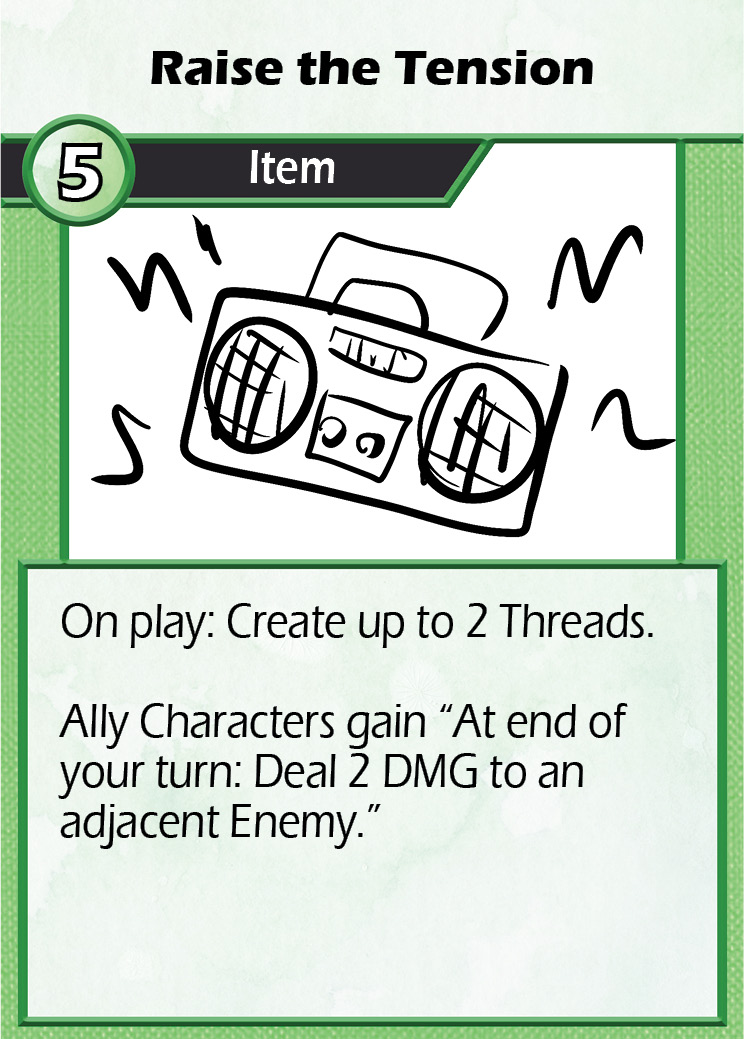 Raise the Tension
5
Item
On play: Create up to 2 Threads.
Ally Characters gain “At end of
your turn: Deal 2 DMG to an
adjacent Enemy.”